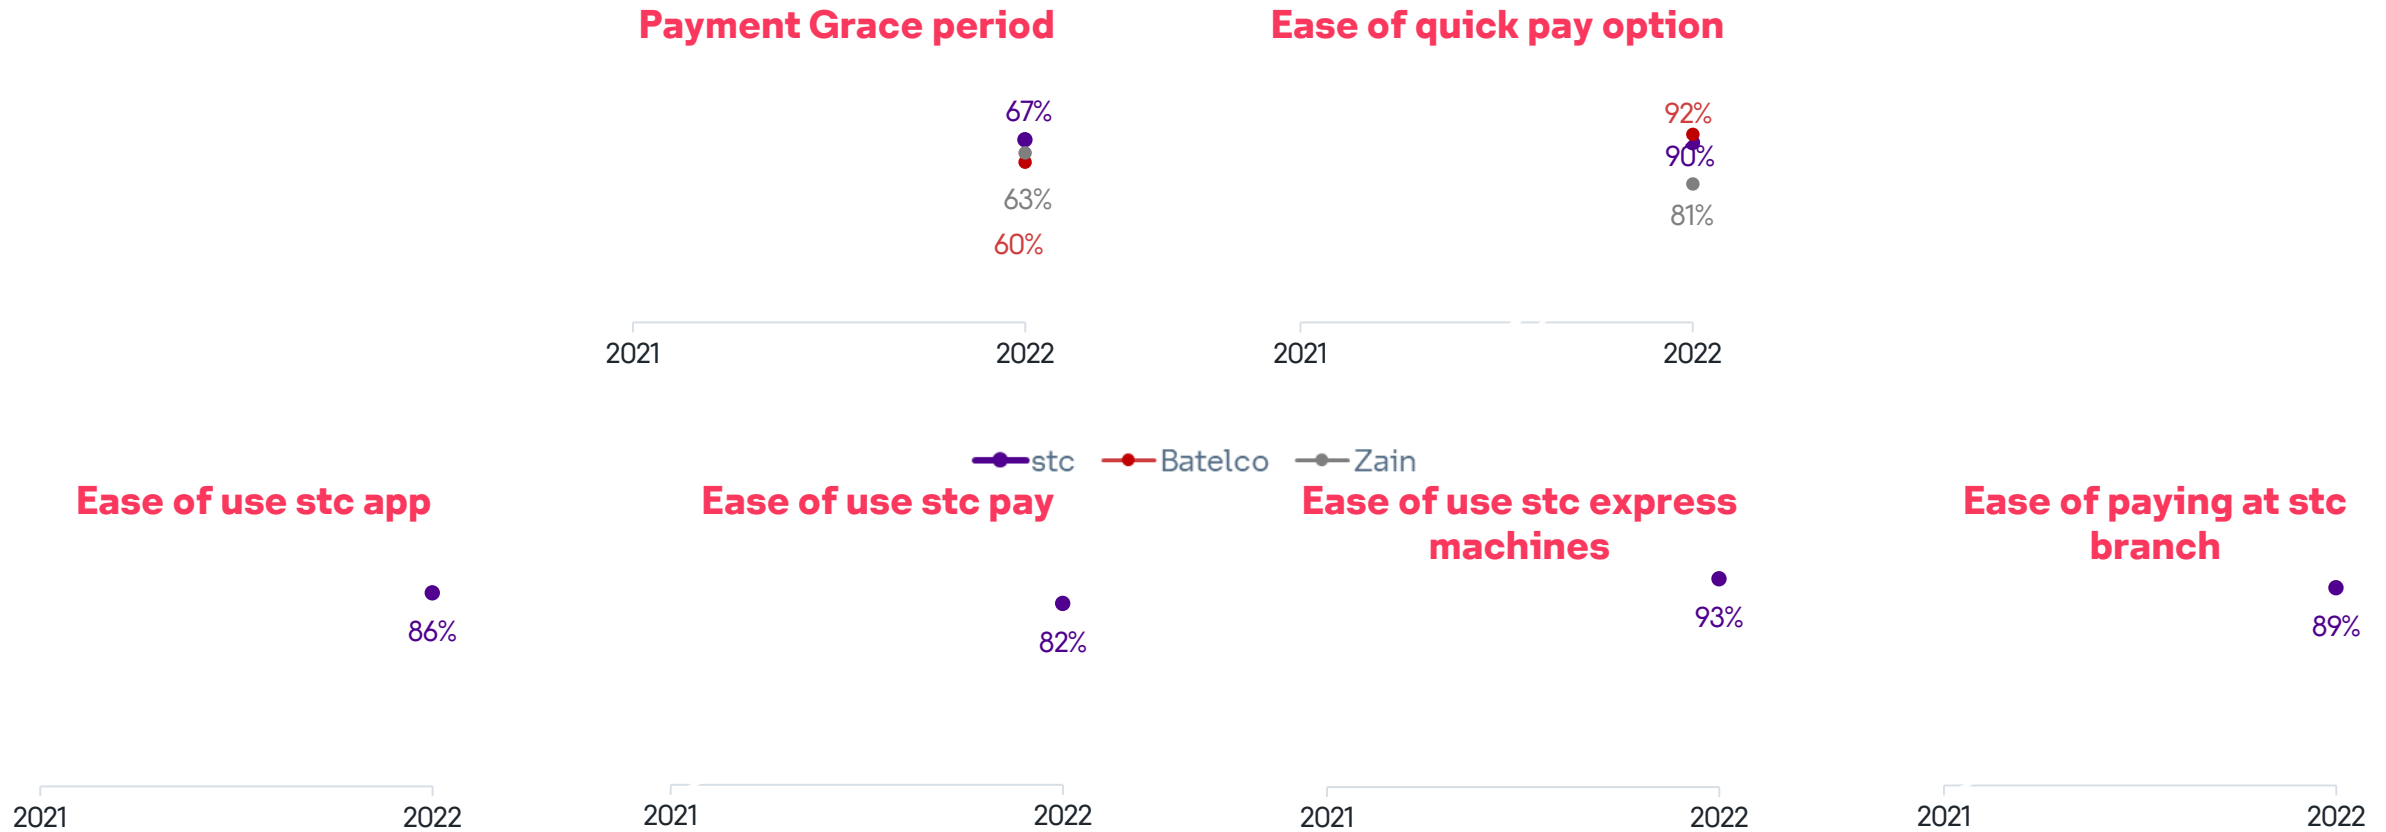 Payment Grace period
Ease of quick pay option
67%
63%
60%
92%
90%
81%
2021
2022
2021
2022
stc
Batelco
Zain
Ease of use stc app
Ease of use stc pay
Ease of use stc express
machines
Ease of paying at stc
branch
86%
82%
93%
89%
2021
2022
2021
2022
2021
2022
2021
2022